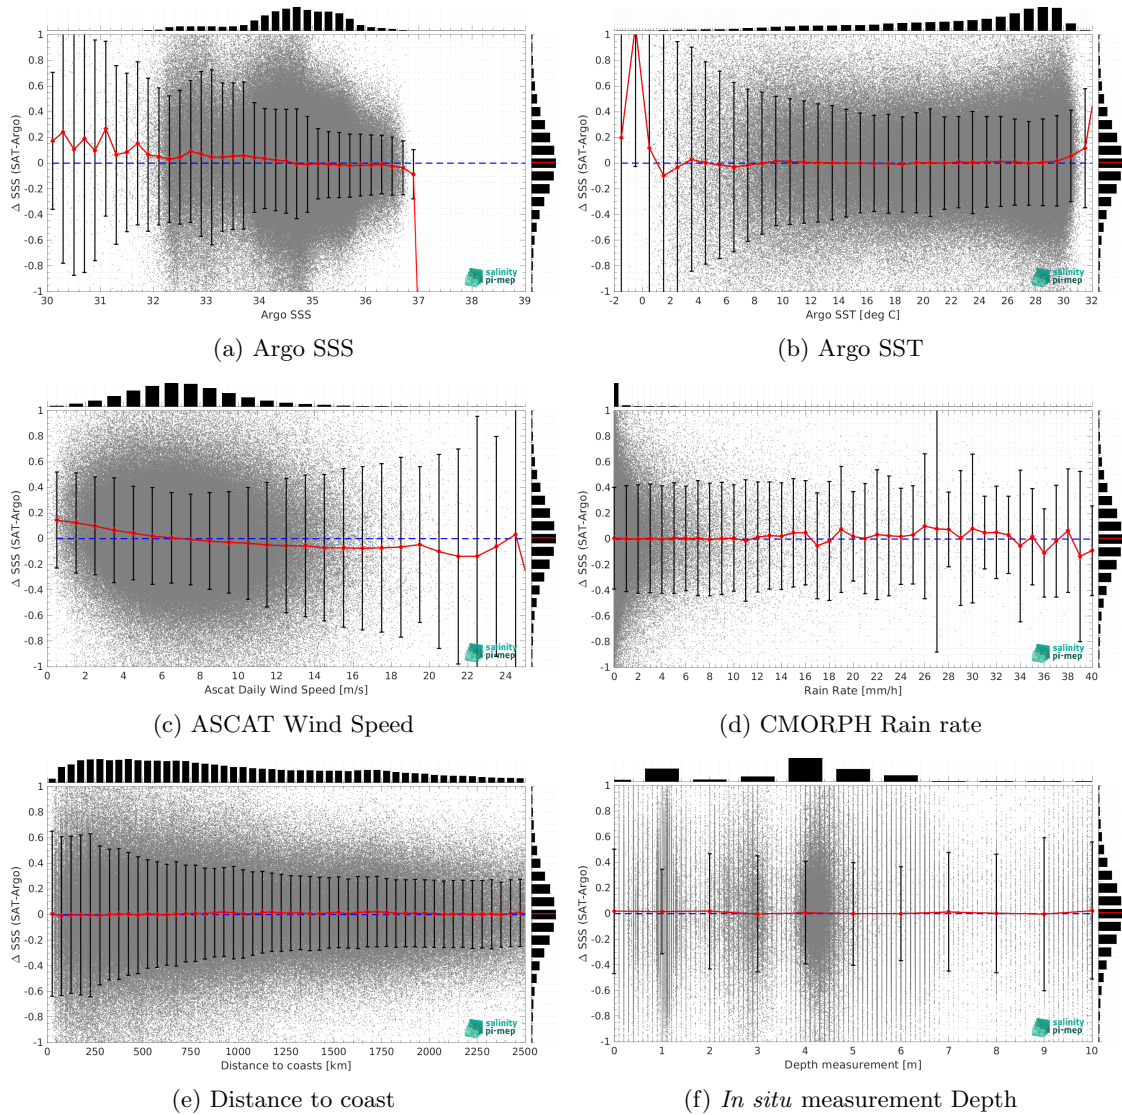 1
0.8
0.6
0.4
0.2
0
-0.2
-0.4
-0.6
-0.8
-1
Δ SSS (SAT-Argo)
30 31 32 33 34 35 36 37 38 39
Argo SSS
salinity
pi-mep
(a) Argo SSS
1
0.8
0.6
0.4
0.2
0
-0.2
-0.4
-0.6
-0.8
-1
Δ SSS (SAT-Argo)
-2 0 2 4 6 8 10 12 14 16 18 20 22 24 26 28 30 32
Argo SST [deg C]
salinity
pi-mep
(b) Argo SST
1
0.8
0.6
0.4
0.2
0
-0.2
-0.4
-0.6
-0.8
-1
Δ SSS (SAT-Argo)
0 2 4 6 8 10 12 14 16 18 20 22 24
Ascat Daily Wind Speed [m/s]
salinity
pi-mep
(c) ASCAT Wind Speed
1
0.8
0.6
0.4
0.2
0
-0.2
-0.4
-0.6
-0.8
-1
Δ SSS (SAT-Argo)
0 2 4 6 8 10 12 14 16 18 20 22 24 26 28 30 32 34 36 38 40
Rain Rate [mm/h]
salinity
pi-mep
(d) CMORPH Rain rate
1
0.8
0.6
0.4
0.2
0
-0.2
-0.4
-0.6
-0.8
-1
Δ SSS (SAT-Argo)
0 250 500 750 1000 1250 1500 1750 2000 2250 2500
Distance to coasts [km]
salinity
pi-mep
(e) Distance to coast
1
0.8
0.6
0.4
0.2
0
-0.2
-0.4
-0.6
-0.8
-1
Δ SSS (SAT-Argo)
0 1 2 3 4 5 6 7 8 9 10
Depth measurement [m]
salinity
pi-mep
(f) In situ measurement Depth